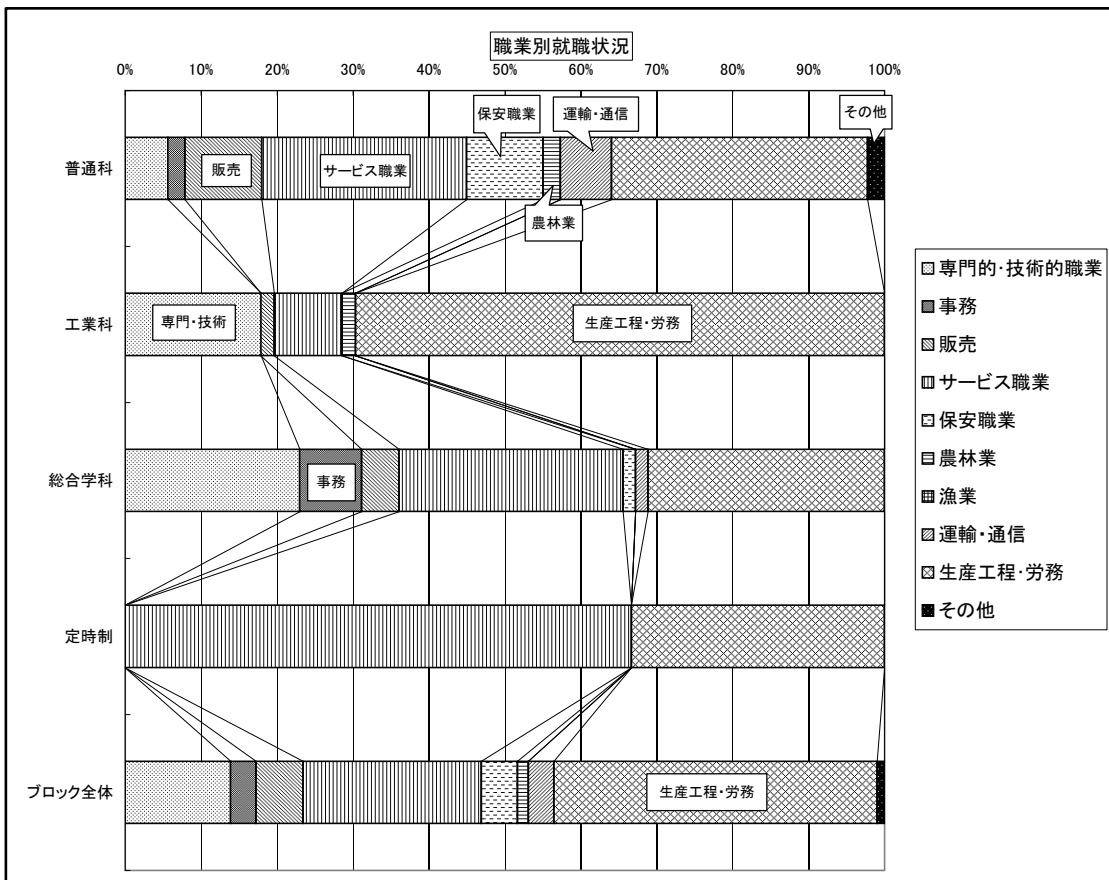 職業別就職状況
0% 10% 20% 30% 40% 50% 60% 70% 80% 90% 100%
保安職業
運輸・通信
その他
普通科
販売
サービス職業
農林業
工業科
専門・技術
生産工程・労務
総合学科
事務
定時制
ブロック全体
生産工程・労務
専門的・技術的職業
事務
販売
サービス職業
保安職業
農林業
漁業
運輸・通信
生産工程・労務
その他